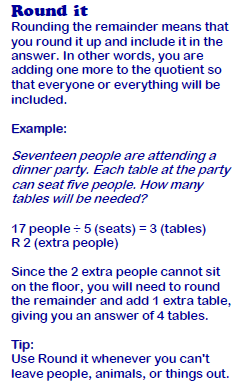 Round it
Rounding the remainder means that
you round it up and include it in the
answer. In other words, you are
adding one more to the quotient so
that everyone or everything will be
included.
Example:
Seventeen people are attending a
dinner party. Each table at the party
can seat five people. How many
tables will be needed?
17 people ÷ 5 (seats) = 3 (tables)
R 2 (extra people)
Since the 2 extra people cannot sit
on the floor, you will need to round
the remainder and add 1 extra table,
giving you an answer of 4 tables.
Tip:
Use Round it whenever you can't
leave people, animals, or things out.